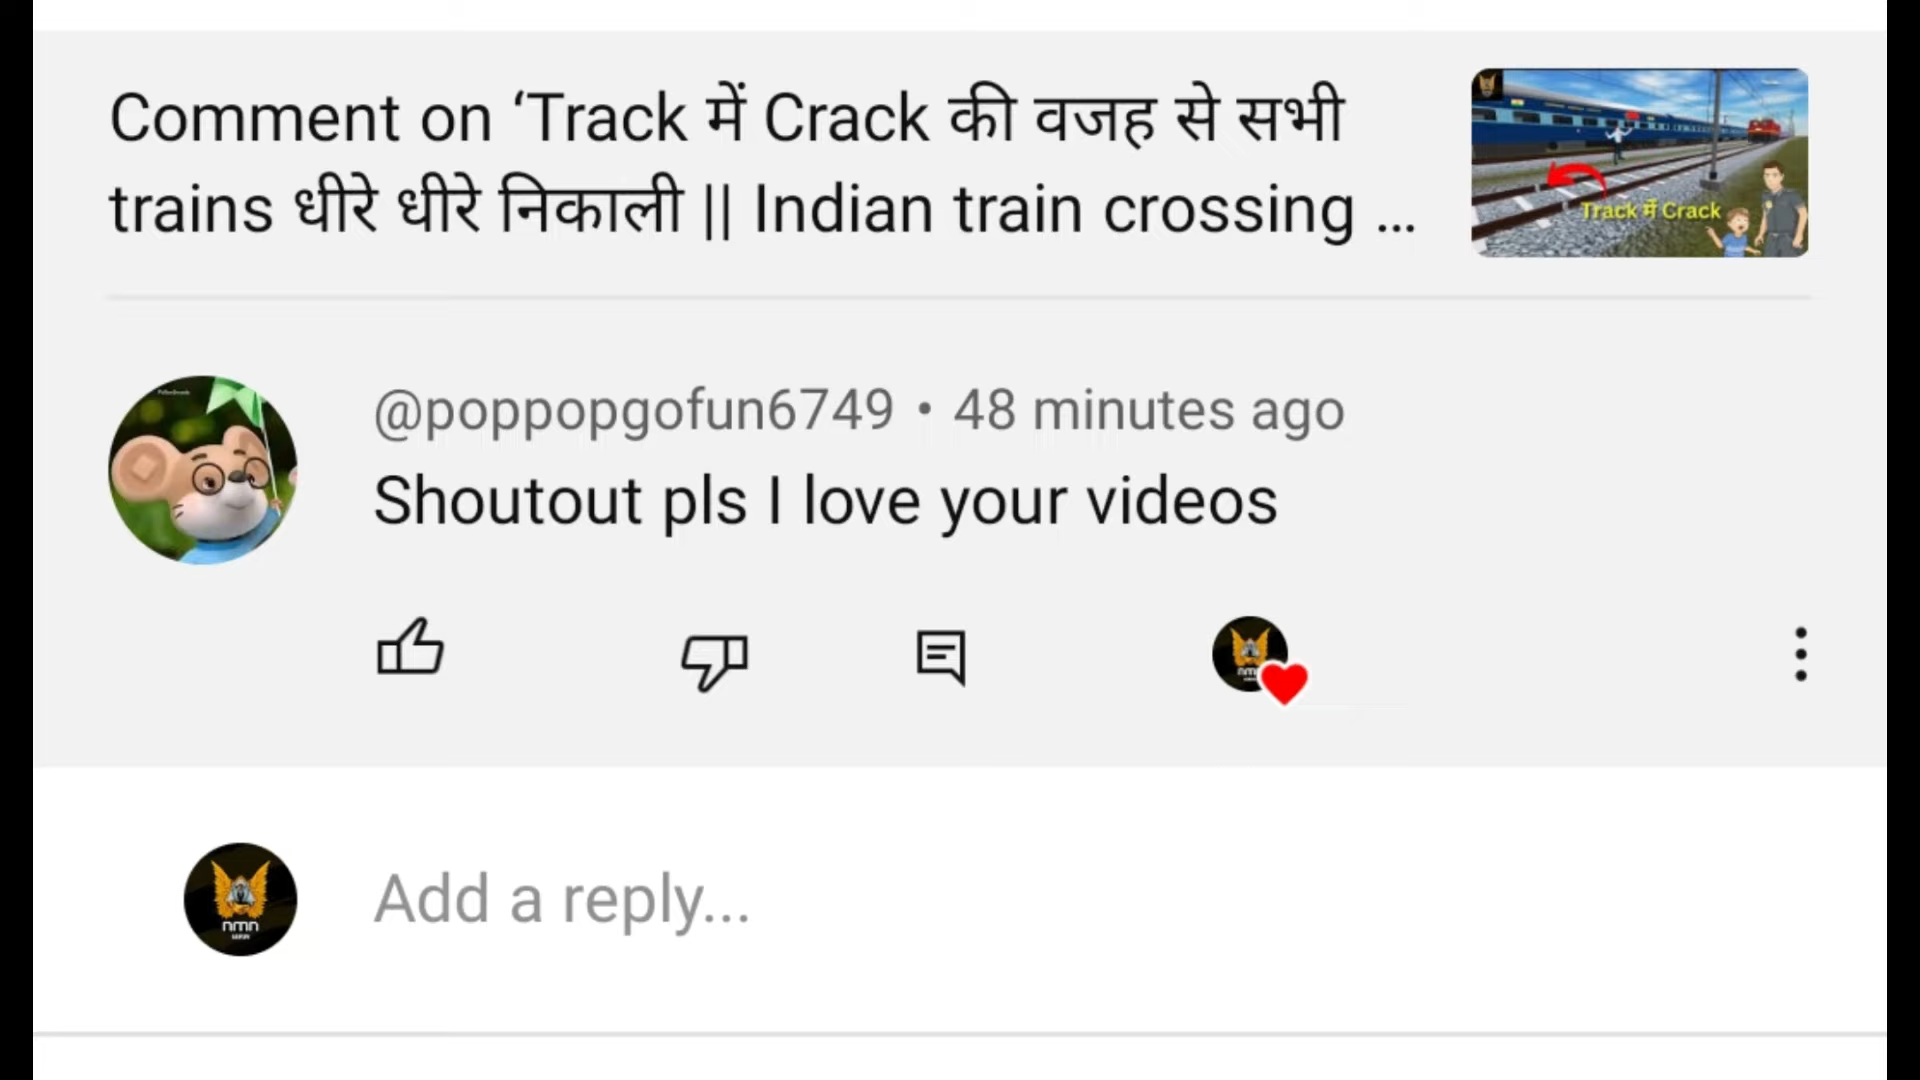 Comment on ‘Track में Crack की वजह से सभी
trains धीरे धीरे निकाली || Indian train crossing ...
Track में Crack
@poppopgofun6749 • 48 minutes ago
Shoutout pls I love your videos
nmn
Add a reply...